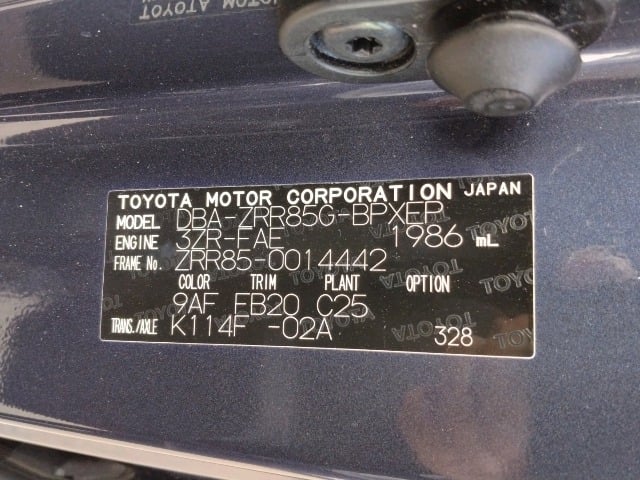 TOYOTA MOTOR CORPORATION JAPAN
MODEL DBA-ZRR85G-BPXEP
ENGINE 3ZR-FAE 1986 mL
FRAME No. ZRR85-0014442
COLOR TRIM PLANT OPTION
9AF EB20 C25
TRANS./AXLE K114F -02A 328